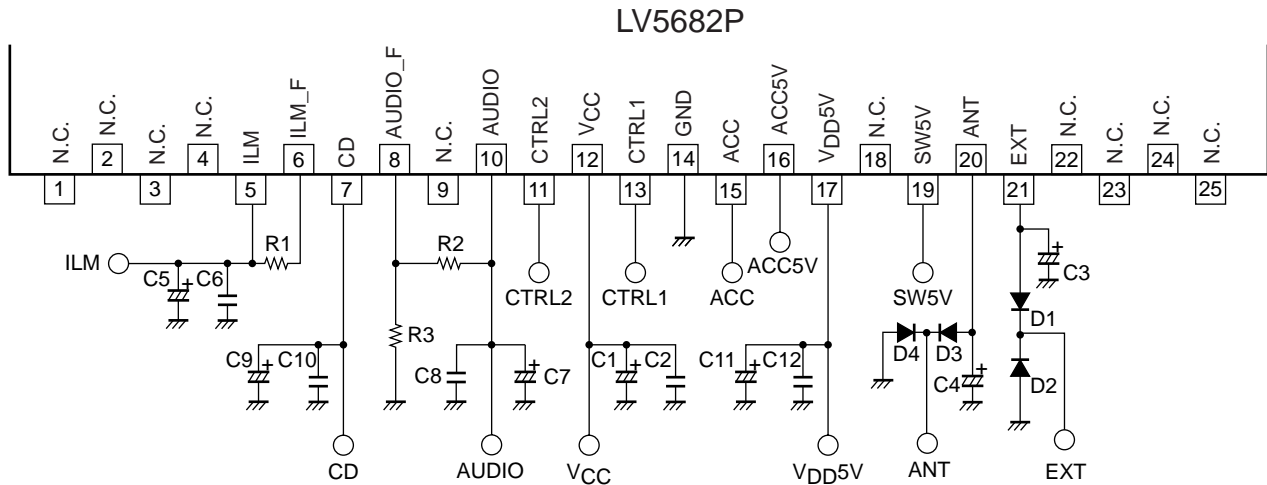 LV5682P
N.C.
N.C.
N.C.
N.C.
ILM
ILM_F
CD
AUDIO_F
N.C.
AUDIO
CTRL2
VCC
CTRL1
GND
ACC
ACC5V
VDD5V
N.C.
SW5V
ANT
EXT
N.C.
N.C.
N.C.
N.C.
1
2
3
4
5
6
7
8
9
10
11
12
13
14
15
16
17
18
19
20
21
22
23
24
25
ILM
C5
+
C6
R1
R2
CTRL2
CTRL1
ACC
ACC5V
SW5V
+
C3
R3
D1
C9
+
C10
C8
+
C7
C1
+
C2
C11
+
C12
D4
D3
C4
+
D2
CD
AUDIO
VCC
VDD5V
ANT
EXT